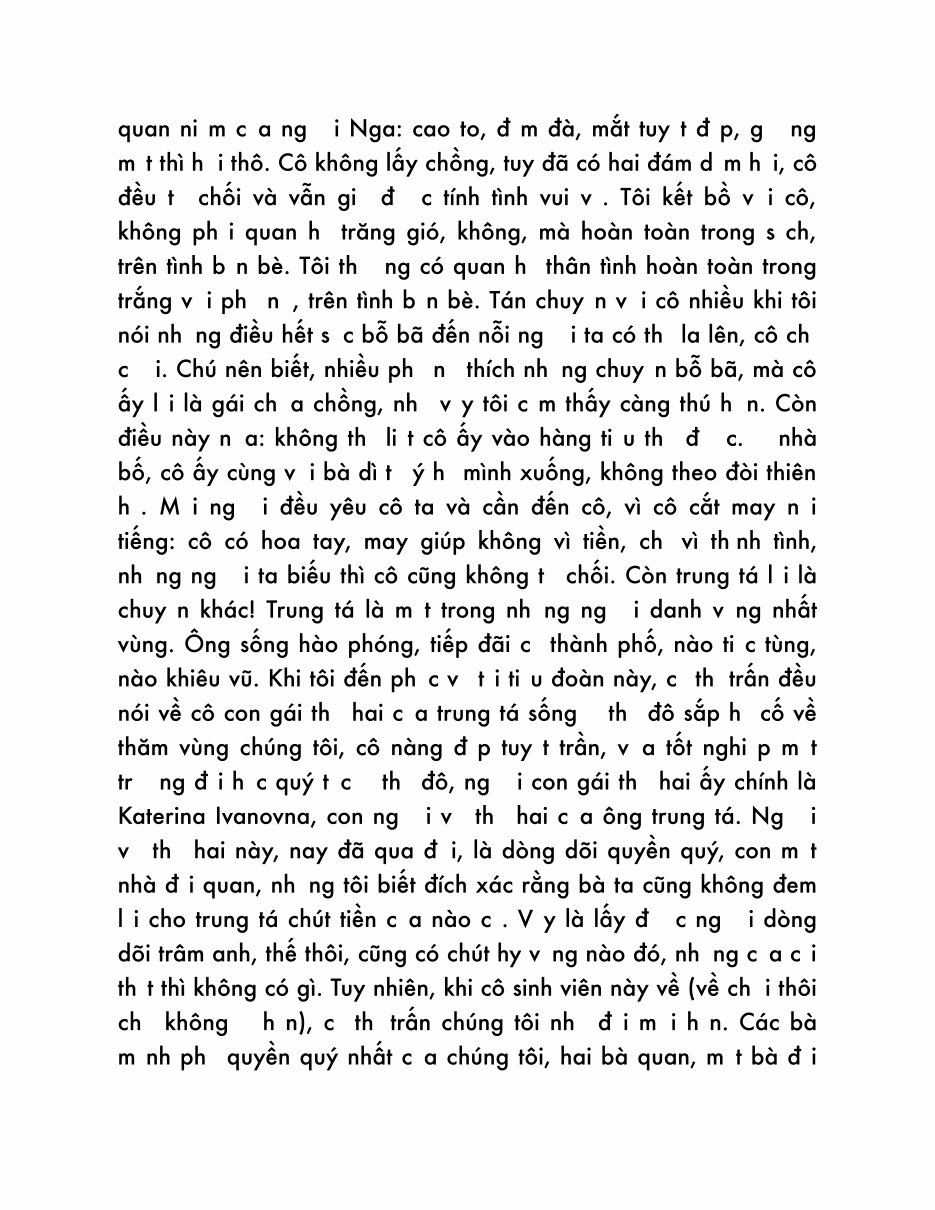 quan ni m c a ng i Nga: cao to, đ m đà, mắt tuy t đ p, g ng
m t thì h i thô. Cô không lấy chồng, tuy đã có hai đám d m h i, cô
đều t chối và vẫn gi đ c tính tình vui v . Tôi kết bồ v i cô,
không ph i quan h trăng gió, không, mà hoàn toàn trong s ch,
trên tình b n bè. Tôi th ng có quan h thân tình hoàn toàn trong
trắng v i ph n , trên tình b n bè. Tán chuy n v i cô nhiều khi tôi
nói nh ng điều hết s c bỗ bã đến nỗi ng i ta có th la lên, cô ch
c i. Chú nên biết, nhiều ph n thích nh ng chuy n bỗ bã, mà cô
ấy l i là gái ch a chồng, nh v y tôi c m thấy càng thú h n. Còn
điều này n a: không th li t cô ấy vào hàng ti u th đ c. nhà
bố, cô ấy cùng v i bà dì t ý h mình xuống, không theo đòi thiên
h . M i ng i đều yêu cô ta và cần đến cô, vì cô cắt may n i
tiếng: cô có hoa tay, may giúp không vì tiền, ch vì th nh tình,
nh ng ng i ta biếu thì cô cũng không t chối. Còn trung tá l i là
chuy n khác! Trung tá là m t trong nh ng ng i danh v ng nhất
vùng. Ông sống hào phóng, tiếp đãi c thành phố, nào ti c tùng,
nào khiêu vũ. Khi tôi đến ph c v t i ti u đoàn này, c th trấn đều
nói về cô con gái th hai c a trung tá sống th đô sắp h cố về
thăm vùng chúng tôi, cô nàng đ p tuy t trần, v a tốt nghi p m t
tr ng đ i h c quý t c th đô, ng i con gái th hai ấy chính là
Katerina Ivanovna, con ng i v th hai c a ông trung tá. Ng i
v th hai này, nay đã qua đ i, là dòng dõi quyền quý, con m t
nhà đ i quan, nh ng tôi biết đích xác rằng bà ta cũng không đem
l i cho trung tá chút tiền c a nào c . V y là lấy đ c ng i dòng
dõi trâm anh, thế thôi, cũng có chút hy v ng nào đó, nh ng c a c i
th t thì không có gì. Tuy nhiên, khi cô sinh viên này về (về ch i thôi
ch không h n), c th trấn chúng tôi nh đ i m i h n. Các bà
m nh ph quyền quý nhất c a chúng tôi, hai bà quan, m t bà đ i